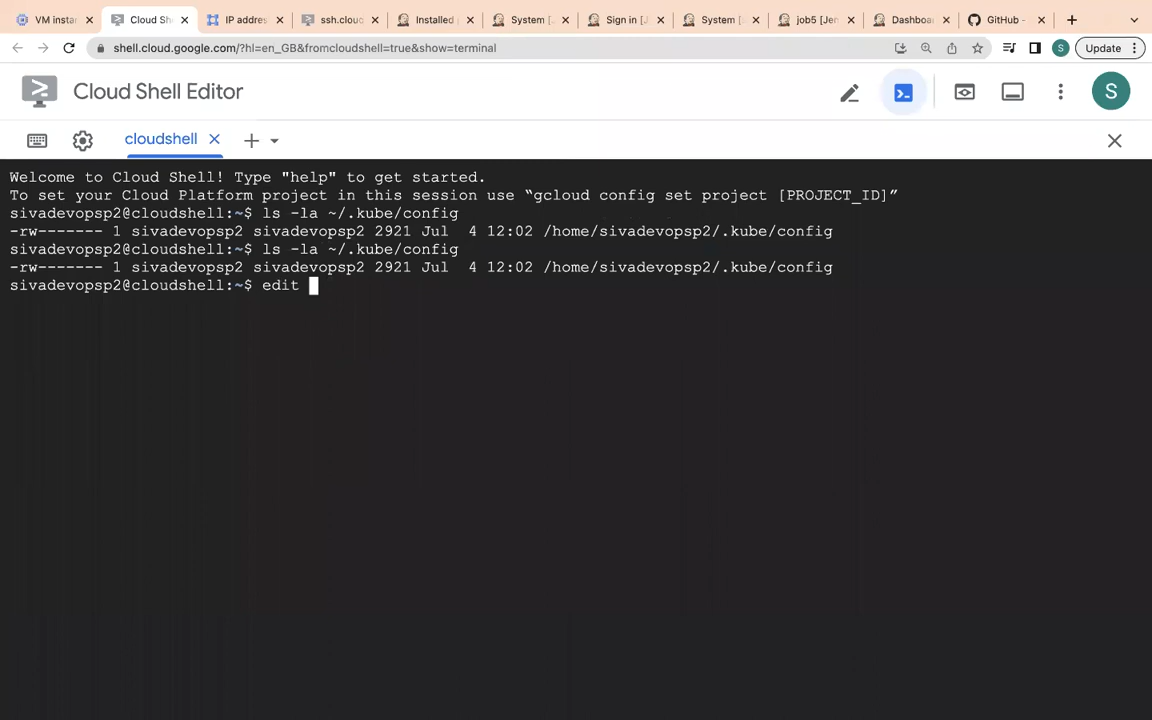 VM instan
Cloud Sh
IP addres
ssh.clou
Installed
System [
Sign in [J
System [
job5 [Jen
Dashboa
GitHub -
shell.cloud.google.com/?hl=en_GB&fromcloudshell=true&show=terminal
S
Update
Cloud Shell Editor
S
cloudshell
Welcome to Cloud Shell! Type "help" to get started.
To set your Cloud Platform project in this session use “gcloud config set project [PROJECT_ID]”
sivadevopsp2@cloudshell:~$ ls -la ~/.kube/config
-rw------- 1 sivadevopsp2 sivadevopsp2 2921 Jul  4 12:02 /home/sivadevopsp2/.kube/config
sivadevopsp2@cloudshell:~$ ls -la ~/.kube/config
-rw------- 1 sivadevopsp2 sivadevopsp2 2921 Jul  4 12:02 /home/sivadevopsp2/.kube/config
sivadevopsp2@cloudshell:~$ edit